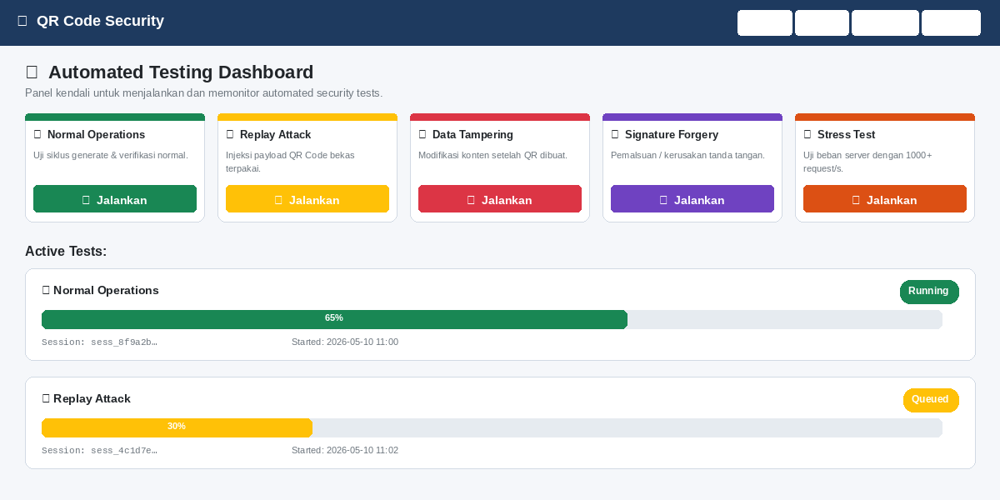 QR Code Security
Automated Testing Dashboard
Panel kendali untuk menjalankan dan memonitor automated security tests.
Normal Operations
Uji siklus generate & verifikasi normal.
Jalankan
Replay Attack
Injeksi payload QR Code bekas
terpakai.
Jalankan
Data Tampering
Modifikasi konten setelah QR dibuat.
Jalankan
Signature Forgery
Pemalsuan / kerusakan tanda tangan.
Jalankan
Stress Test
Uji beban server dengan 1000+
request/s.
Jalankan
Active Tests:
Normal Operations
Running
65%
Session: sess_8f9a2b…
Started: 2026-05-10 11:00
Replay Attack
Queued
30%
Session: sess_4c1d7e…
Started: 2026-05-10 11:02